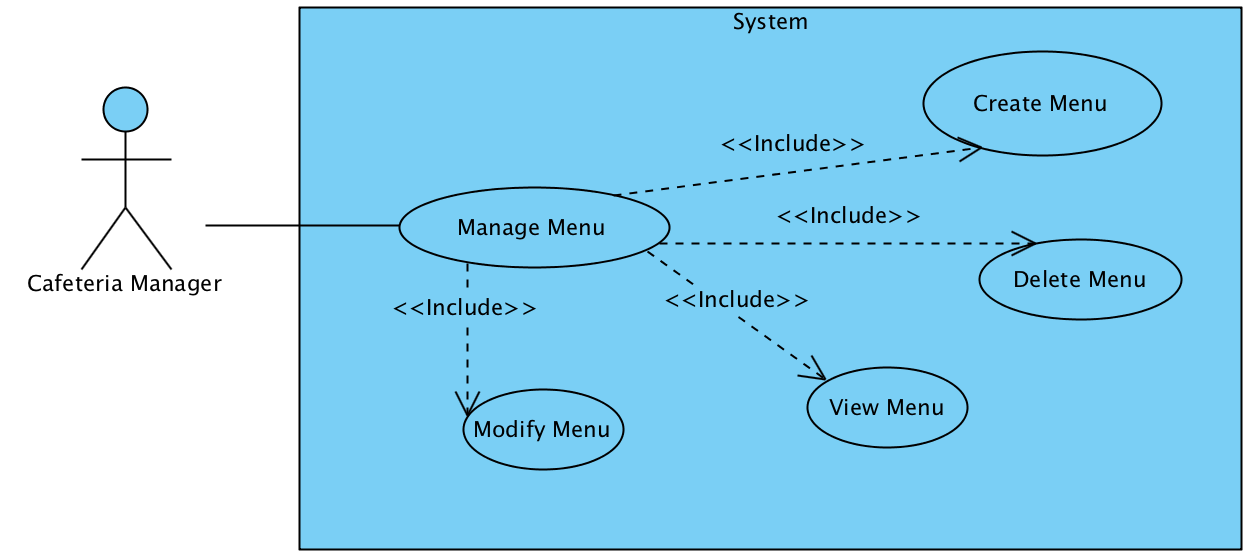 System
Create Menu
<<Include>>
<<Include>>
Manage Menu
Delete Menu
Cafeteria Manager
<<Include>>
<<Include>>
View Menu
Modify Menu